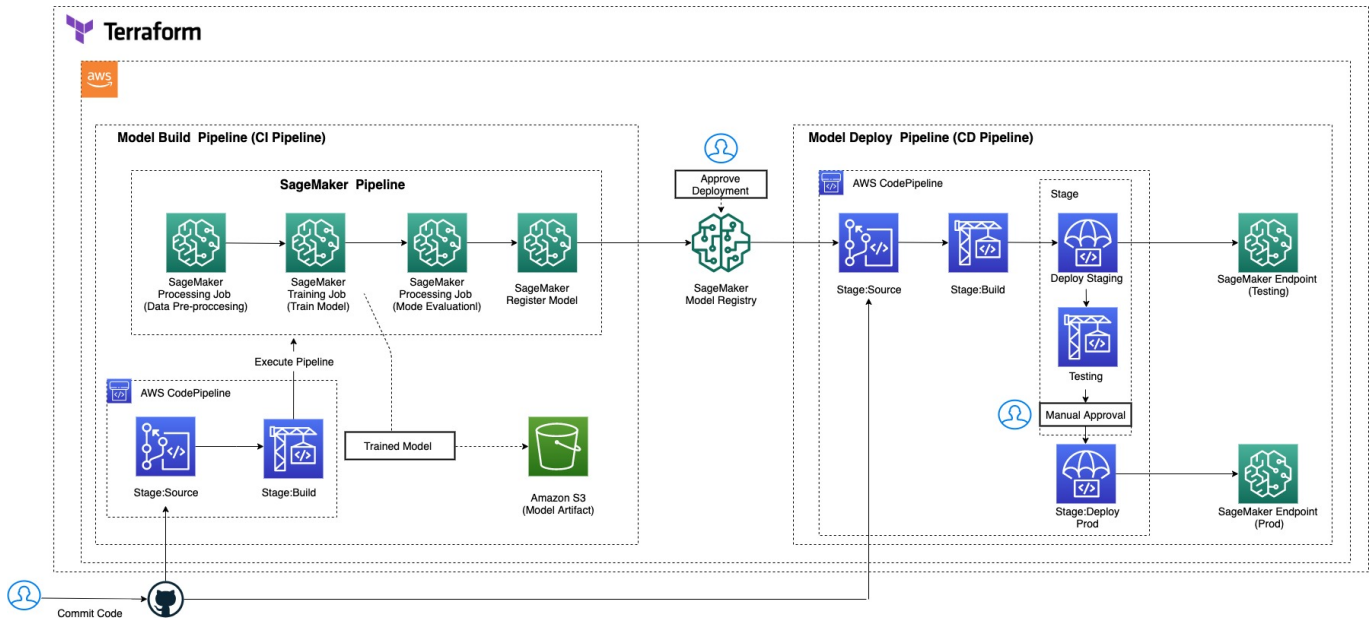 Terraform
aws
Model Build Pipeline (CI Pipeline)
SageMaker Pipeline
SageMaker
Processing Job
(Data Pre-proccesing)
SageMaker
Training Job
(Train Model)
SageMaker
Processing Job
(Mode Evaluationl)
SageMaker
Register Model
Execute Pipeline
AWS CodePipeline
Stage:Source
Stage:Build
Trained Model
Amazon S3
(Model Artifact)
Approve
Deployment
SageMaker
Model Registry
Model Deploy Pipeline (CD Pipeline)
AWS CodePipeline
Stage:Source
Stage:Build
Stage
Deploy Staging
Testing
Manual Approval
Stage:Deploy
Prod
SageMaker Endpoint
(Testing)
SageMaker Endpoint
(Prod)
Commit Code